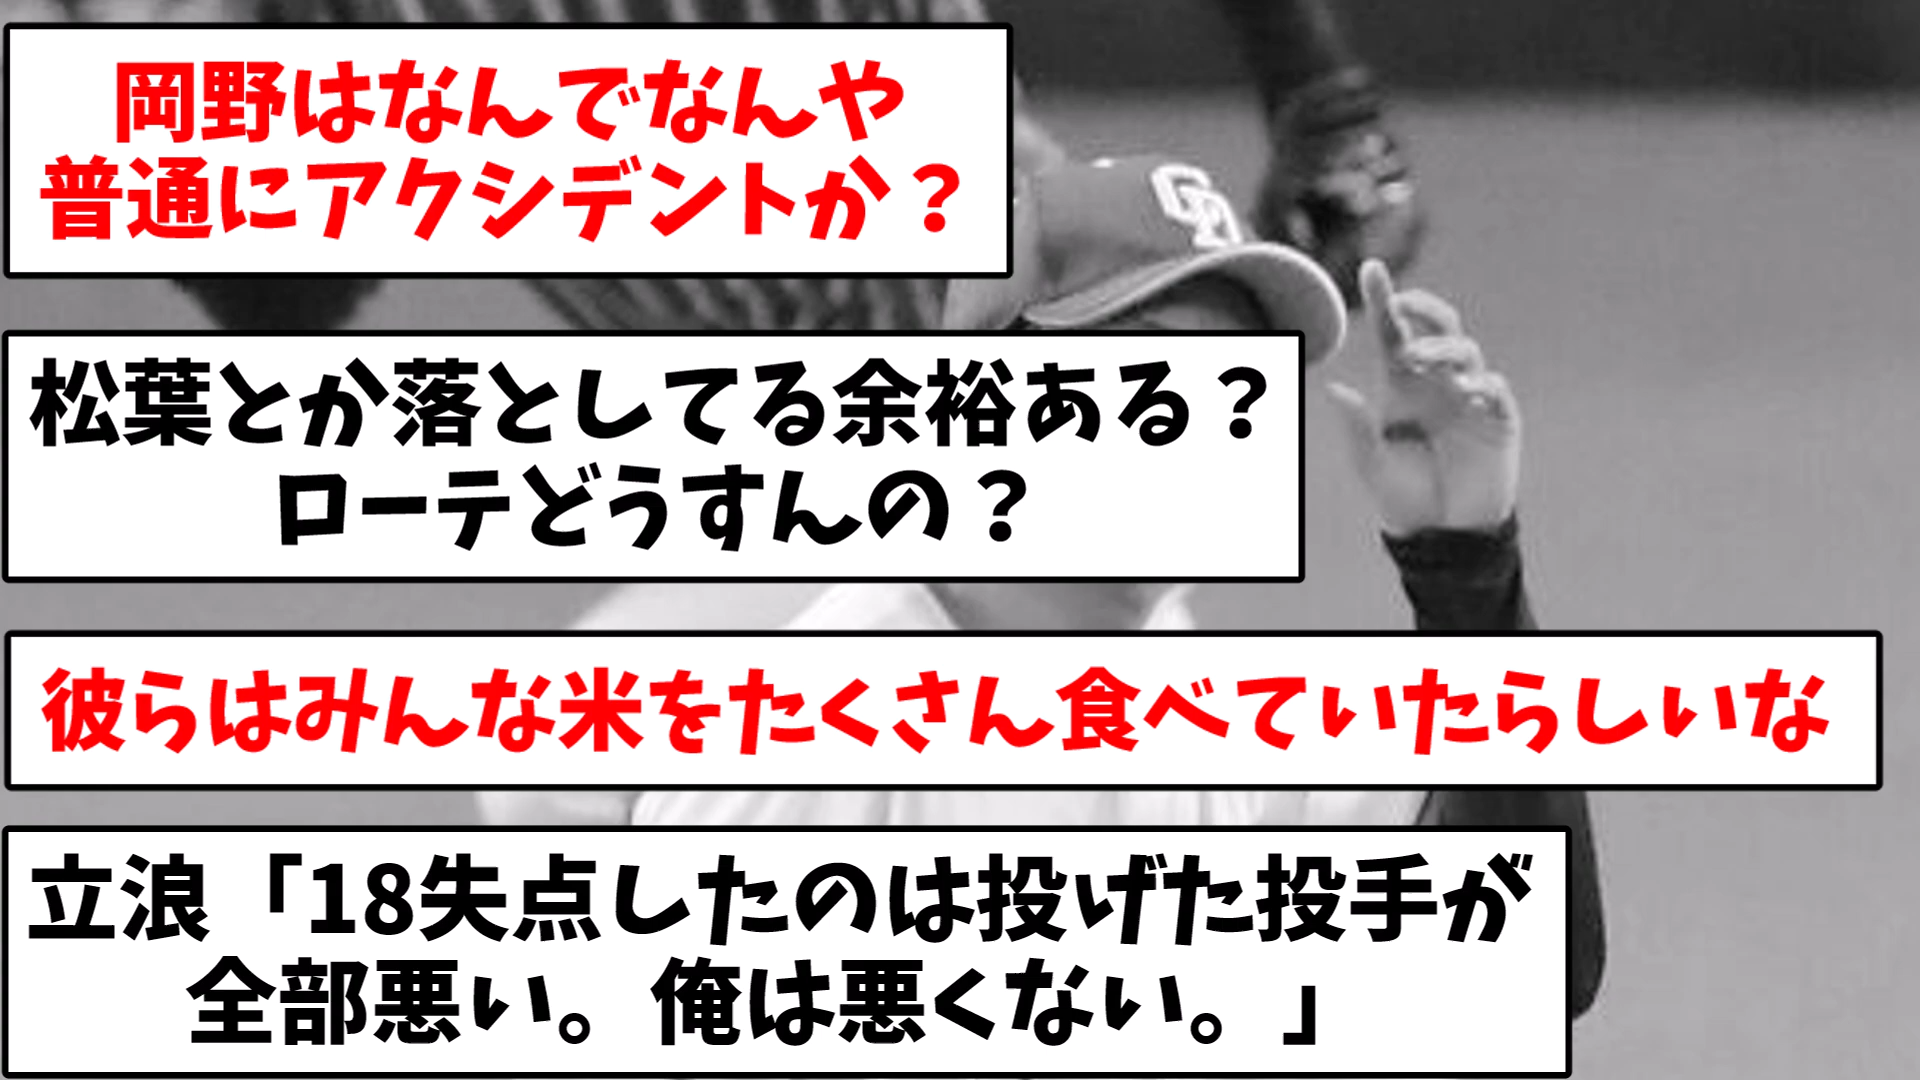 岡野はなんでなんや
普通にアクシデントか？
松葉とか落としてる余裕ある？
ローテどうすんの？
彼らはみんな米をたくさん食べていたらしいな
立浪「18失点したのは投げた投手が
全部悪い。俺は悪くない。」
CD